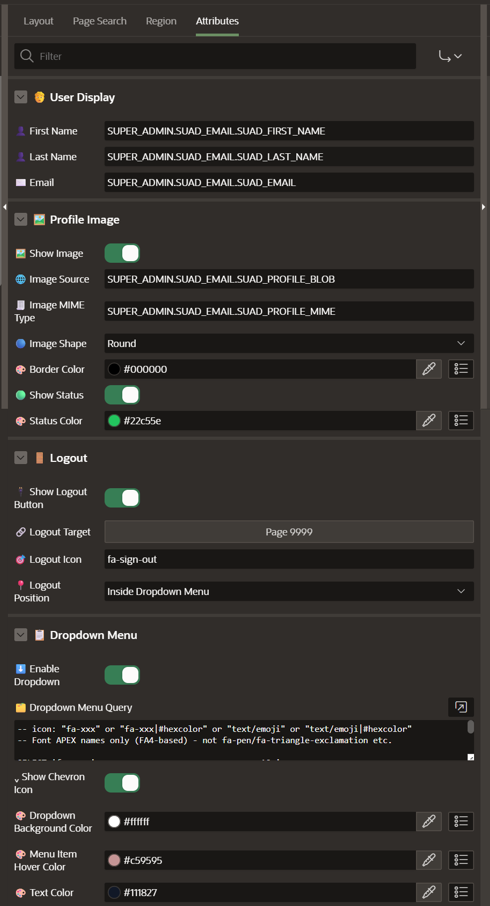 Layout
Page Search
Region
Attributes
Filter
User Display
First Name
SUPER_ADMIN.SUAD_EMAIL.SUAD_FIRST_NAME
Last Name
SUPER_ADMIN.SUAD_EMAIL.SUAD_LAST_NAME
Email
SUPER_ADMIN.SUAD_EMAIL.SUAD_EMAIL
Profile Image
Show Image
Image Source
SUPER_ADMIN.SUAD_EMAIL.SUAD_PROFILE_BLOB
Image MIME
Type
SUPER_ADMIN.SUAD_EMAIL.SUAD_PROFILE_MIME
Image Shape
Round
Border Color
#000000
Show Status
Status Color
#22c55e
Logout
Show Logout
Button
Logout Target
Page 9999
Logout Icon
fa-sign-out
Logout
Position
Inside Dropdown Menu
Dropdown Menu
Enable
Dropdown
Dropdown Menu Query
-- icon: "fa-xxx" or "fa-xxx|#hexcolor" or "text/emoji" or "text/emoji|#hexcolor"
-- Font APEX names only (FA4-based) - not fa-pen/fa-triangle-exclamation etc.
Show Chevron
Icon
Dropdown
Background Color
#ffffff
Menu Item
Hover Color
#c59595
Text Color
#111827